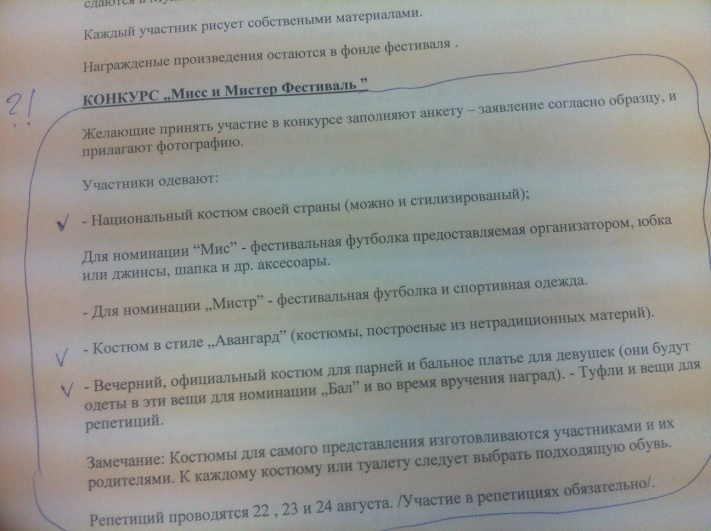 сдаются в
Каждый участник рисует собствеными материалами.
Награжденые произведения остаются в фонде фестиваля .
КОНКУРС „Мисс и Мистер Фестиваль ”
?!
Желающие принять участие в конкурсе заполняют анкету – заявление согласно образцу, и
прилагают фотографию.
Участники одевают:
- Национальный костюм своей страны (можно и стилизированый);
Для номинации “Мис” - фестивальная футболка предоставляемая организатором, юбка
или джинсы, шапка и др. аксесоары.
- Для номинации „Мистр” - фестивальная футболка и спортивная одежда.
- Костюм в стиле „Авангард” (костюмы, построеные из нетрадиционных материй).
- Вечерний, официальный костюм для парней и бальное платье для девушек (они будут
одеты в эти вещи для номинации „Бал” и во время вручения наград). - Туфли и вещи для
репетиций.
Замечание: Костюмы для самого представления изготовливаются участниками и их
родителями. К каждому костюму или туалету следует выбрать подходящую обувь.
Репетиций проводятся 22 , 23 и 24 августа. /Участие в репетициях обязательно/.